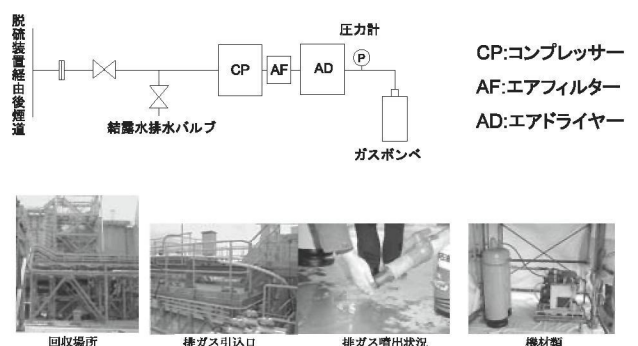 脱硫装置経由後煙道
圧力計
P
CP
AF
AD
結露水排水バルブ
ガスボンベ
CP:コンプレッサー
AF:エアフィルター
AD:エアドライヤー
回収場所
排ガス引込口
排ガス噴出状況
機材類